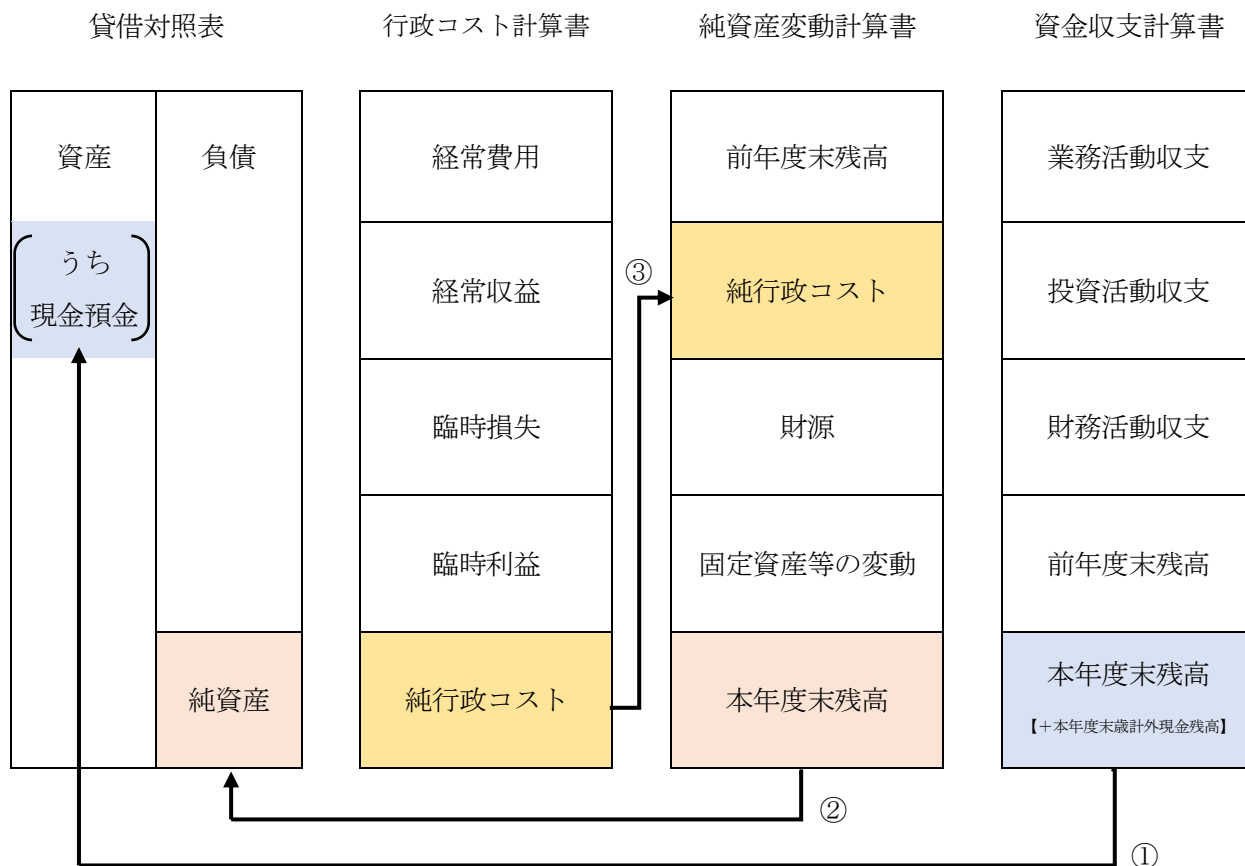 貸借対照表
行政コスト計算書
純資産変動計算書
資金収支計算書
資産
負債
経常費用
前年度末残高
業務活動収支
うち
現金預金
経常収益
③
純行政コスト
投資活動収支
臨時損失
財源
財務活動収支
臨時利益
固定資産等の変動
前年度末残高
純資産
純行政コスト
本年度末残高
本年度末残高
【＋本年度末歳計外現金残高】
②
①